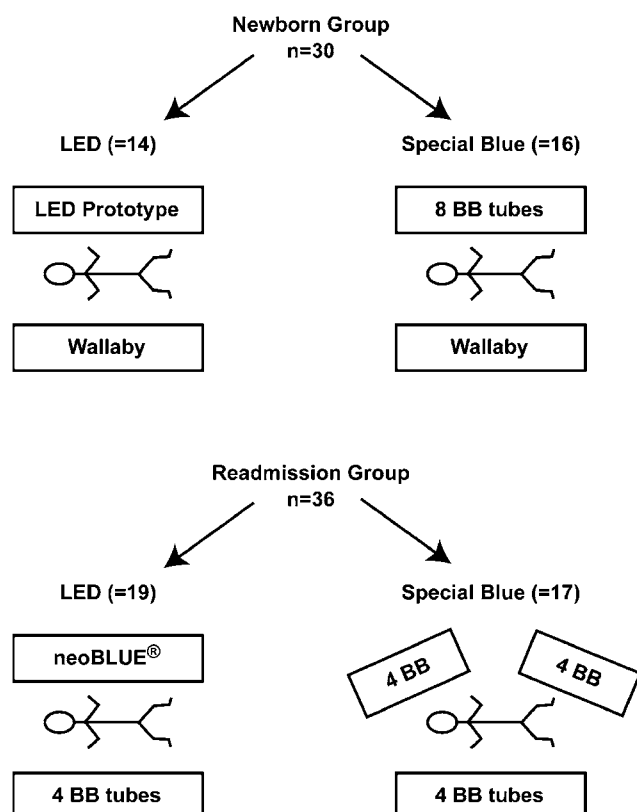 Newborn Group
n=30
LED (=14)
Special Blue (=16)
LED Prototype
8 BB tubes
Wallaby
Wallaby
Readmission Group
n=36
LED (=19)
Special Blue (=17)
neoBLUE®
4 BB
4 BB
4 BB tubes
4 BB tubes